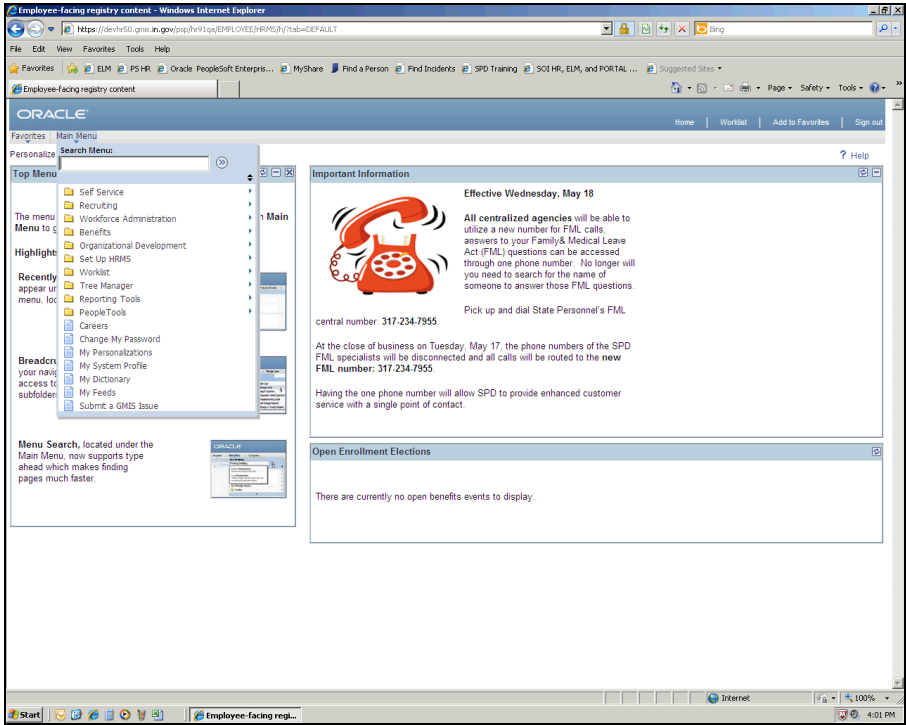 Employee-facing registry content - Windows Internet Explorer
https://devhr50.gmis.in.gov/psp/hr91qa/EMPLOYEE/HRMS/h/?tab=DEFAULT
Bing
File Edit View Favorites Tools Help
Favorites ELM PS HR Oracle PeopleSoft Enterpris... MyShare Find a Person Find Incidents SPD Training SOI HR, ELM, and PORTAL ... Suggested Sites
Employee-facing registry content
Page Safety Tools
ORACLE
Home Worklist Add to Favorites Sign out
Favorites Main Menu
Personalize
Help
Search Menu:
Top Menu
Self Service
Recruiting
Workforce Administration
Benefits
Organizational Development
Set Up HRMS
Worklist
Tree Manager
Reporting Tools
PeopleTools
Careers
Change My Password
My Personalizations
My System Profile
My Dictionary
My Feeds
Submit a GMIS Issue
The menu
Main
Menu to
Highlight
Recently
appear
menu,
Breadcru
your
access to
subfolder
Menu Search, located under the
Main Menu, now supports type
ahead which makes finding
pages much faster.
ORACLE
Important Information
Effective Wednesday, May 18
All centralized agencies will be able to
utilize a new number for FML calls,
answers to your Family& Medical Leave
Act (FML) questions can be accessed
through one phone number. No longer will
you need to search for the name of
someone to answer those FML questions.
Pick up and dial State Personnel's FML
central number: 317-234-7955.
At the close of business on Tuesday, May 17, the phone numbers of the SPD
FML specialists will be disconnected and all calls will be routed to the new
FML number: 317-234-7955.
Having the one phone number will allow SPD to provide enhanced customer
service with a single point of contact.
Open Enrollment Elections
There are currently no open benefits events to display.
Internet 100%
Start Employee-facing regi... 4:01 PM